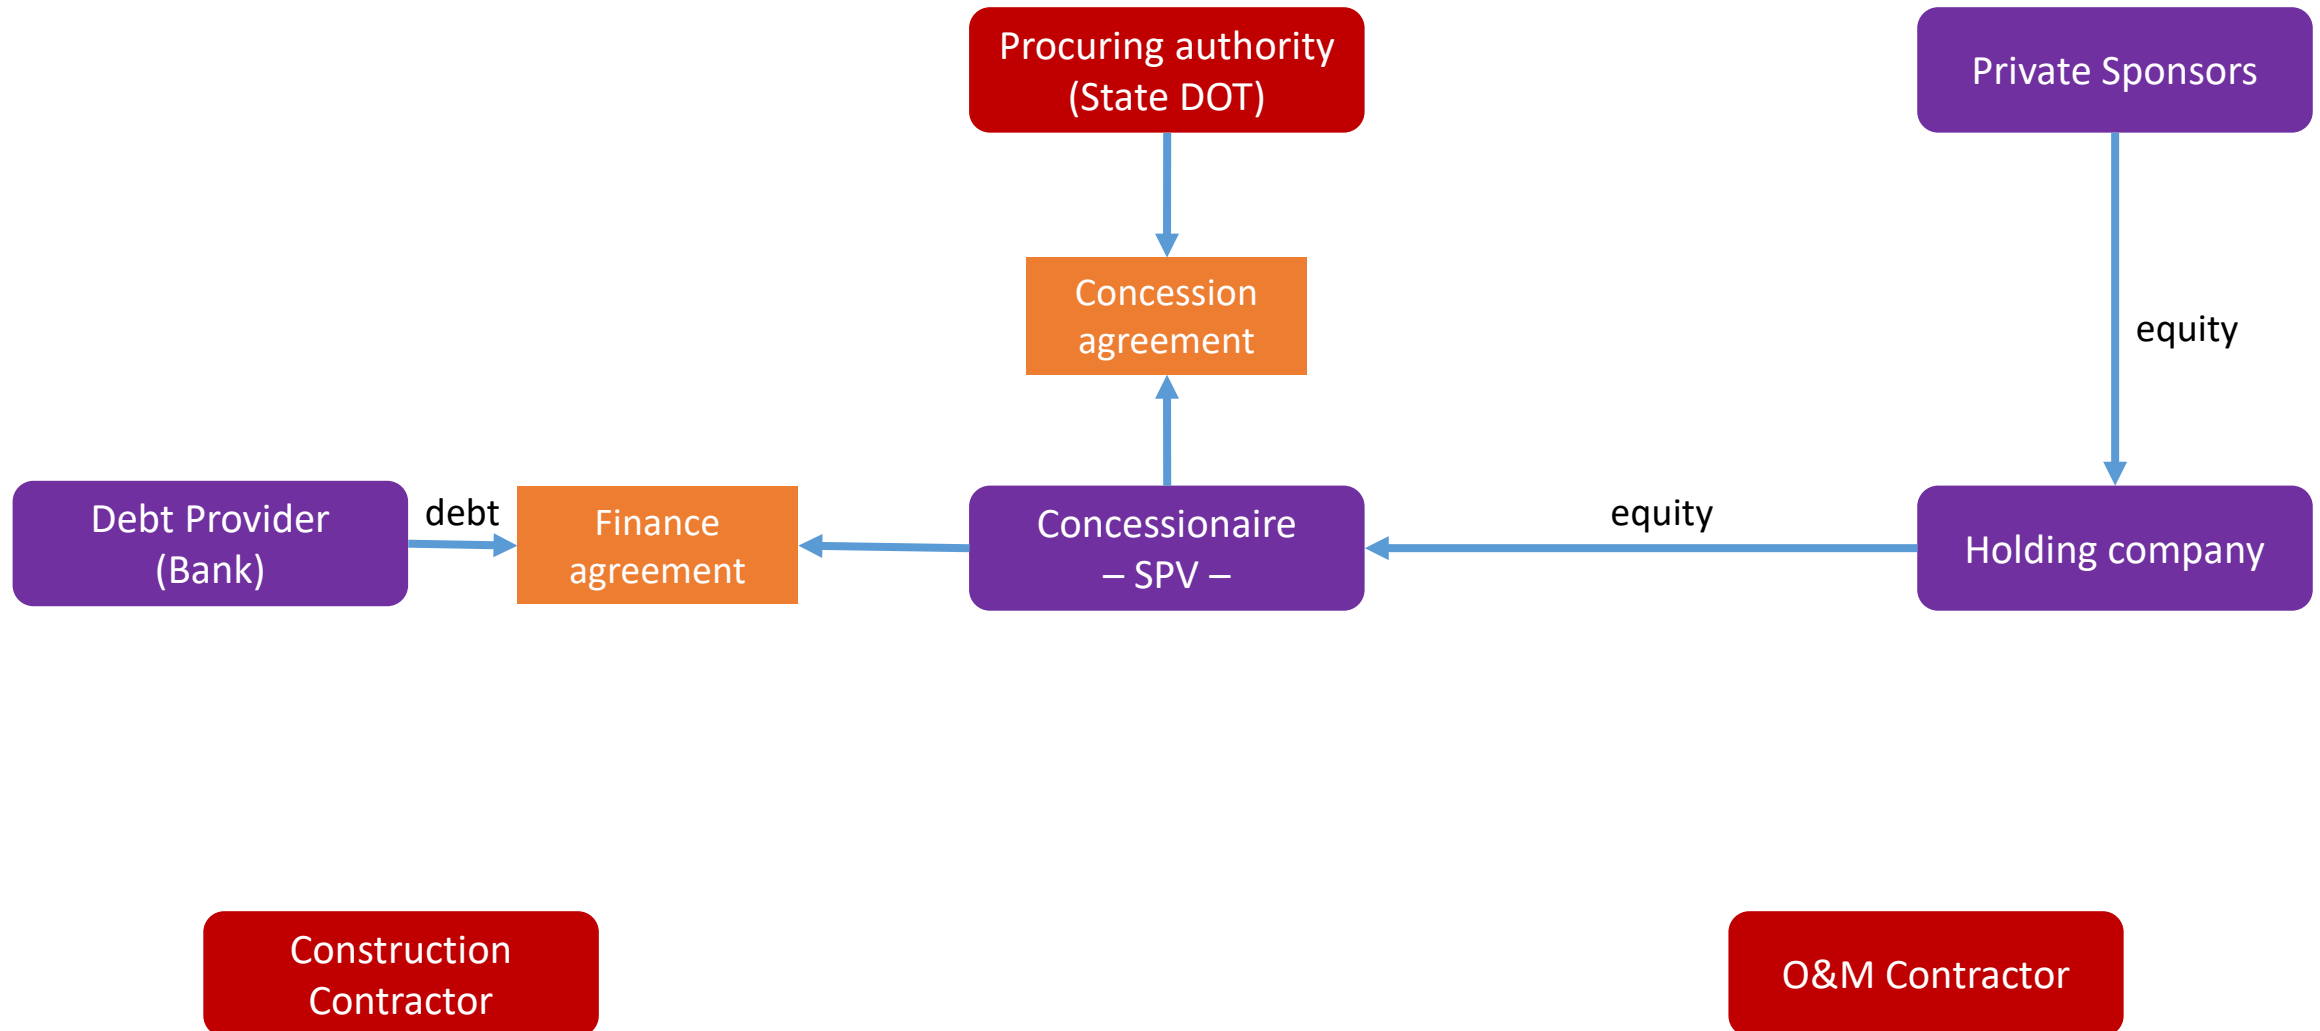 Procuring authority
(State DOT)
Private Sponsors
Concession
agreement
equity
Debt Provider
(Bank)
debt
Finance
agreement
Concessionaire
– SPV –
equity
Holding company
Construction
Contractor
O&M Contractor